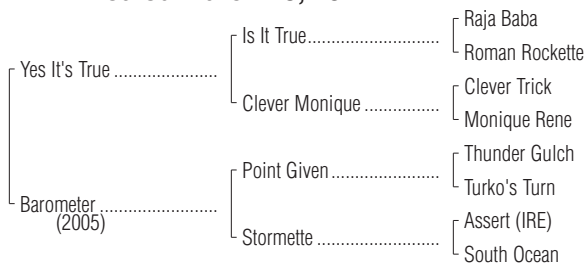 Raja Baba
Is It True
Roman Rockette
Yes It's True
Clever Trick
Clever Monique
Monique Rene
Thunder Gulch
Point Given
Turko's Turn
Barometer
(2005)
Assert (IRE)
Stormette
South Ocean